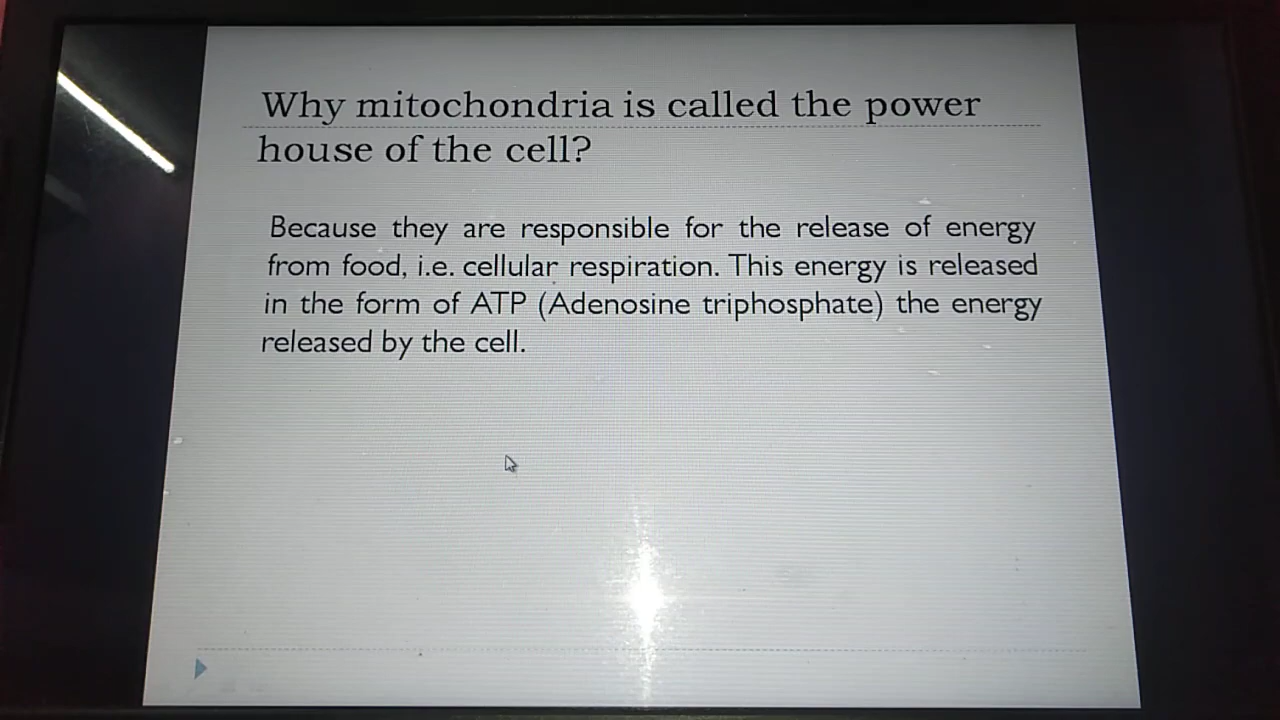 Why mitochondria is called the power
house of the cell?
Because they are responsible for the release of energy
from food, i.e. cellular respiration. This energy is released
in the form of ATP (Adenosine triphosphate) the energy
released by the cell.